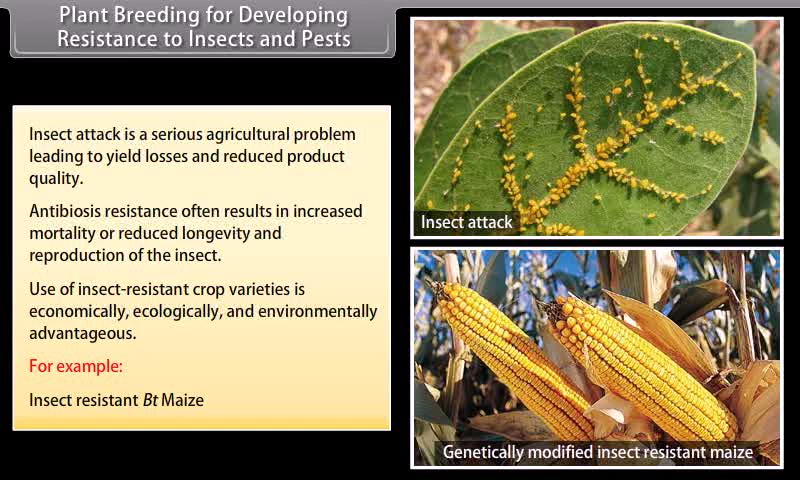 Plant Breeding for Developing
Resistance to Insects and Pests
Insect attack is a serious agricultural problem
leading to yield losses and reduced product
quality.
Antibiosis resistance often results in increased
mortality or reduced longevity and
reproduction of the insect.
Use of insect-resistant crop varieties is
economically, ecologically, and environmentally
advantageous.
For example:
Insect resistant Bt Maize
Insect attack
Genetically modified insect resistant maize